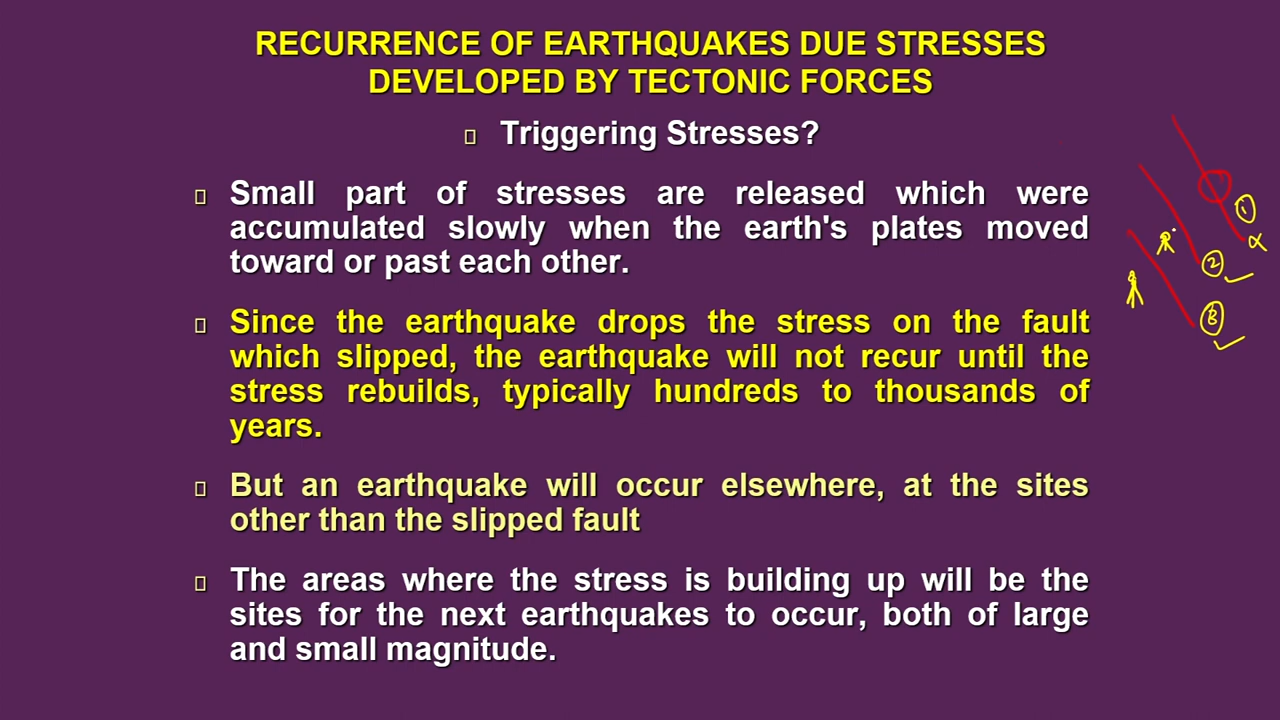 RECURRENCE OF EARTHQUAKES DUE STRESSES
DEVELOPED BY TECTONIC FORCES
Triggering Stresses?
Small part of stresses are released which were
accumulated slowly when the earth's plates moved
toward or past each other.
Since the earthquake drops the stress on the fault
which slipped, the earthquake will not recur until the
stress rebuilds, typically hundreds to thousands of
years.
But an earthquake will occur elsewhere, at the sites
other than the slipped fault
The areas where the stress is building up will be the
sites for the next earthquakes to occur, both of large
and small magnitude.
1
2